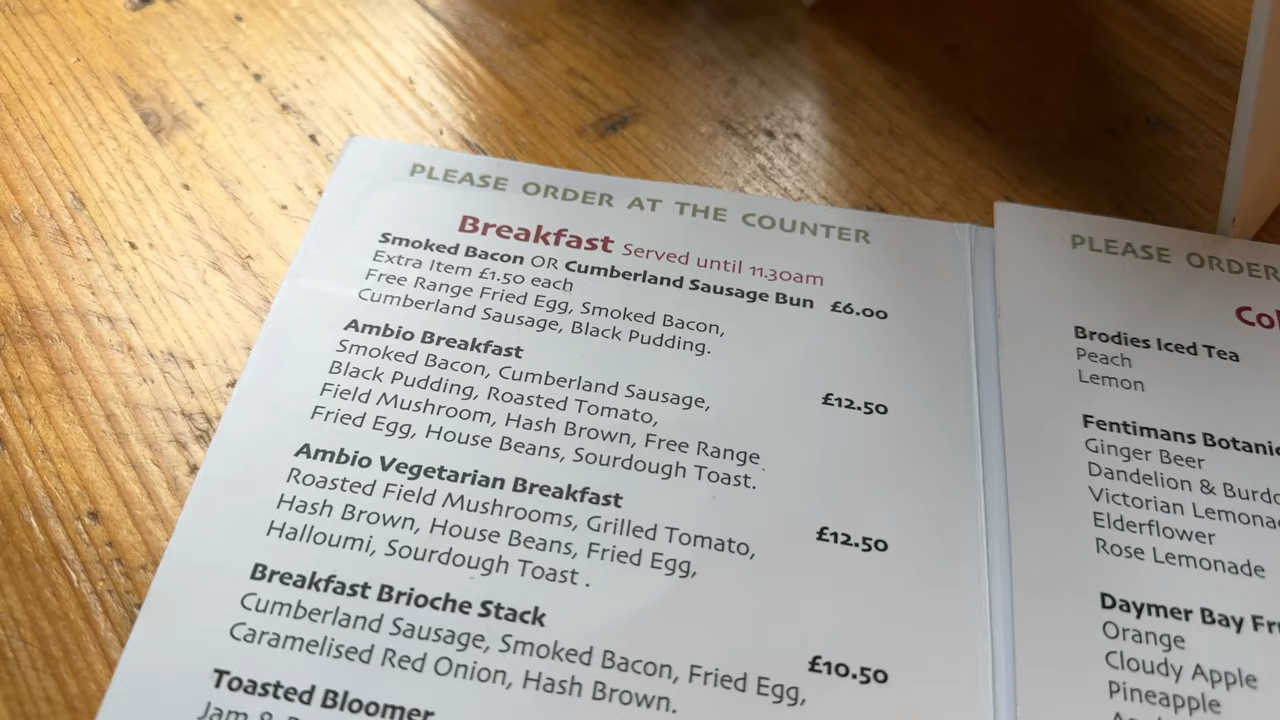 PLEASE ORDER AT THE COUNTER
Breakfast Served until 11.30am
Smoked Bacon OR Cumberland Sausage Bun £6.00
Extra Item £1.50 each
Free Range Fried Egg, Smoked Bacon,
Cumberland Sausage, Black Pudding.
Ambio Breakfast
Smoked Bacon, Cumberland Sausage, £12.50
Black Pudding, Roasted Tomato,
Field Mushroom, Hash Brown, Free Range
Fried Egg, House Beans, Sourdough Toast.
Ambio Vegetarian Breakfast
Roasted Field Mushrooms, Grilled Tomato, £12.50
Hash Brown, House Beans, Fried Egg,
Halloumi, Sourdough Toast .
Breakfast Brioche Stack
Cumberland Sausage, Smoked Bacon, Fried Egg, £10.50
Caramelised Red Onion, Hash Brown.
Toasted Bloomer
Jam &
PLEASE ORDER
Brodies Iced Tea
Peach
Lemon
Fentimans
Ginger Beer
Dandelion &
Victorian
Elderflower
Rose Lemonade
Daymer Bay
Orange
Cloudy Apple
Pineapple